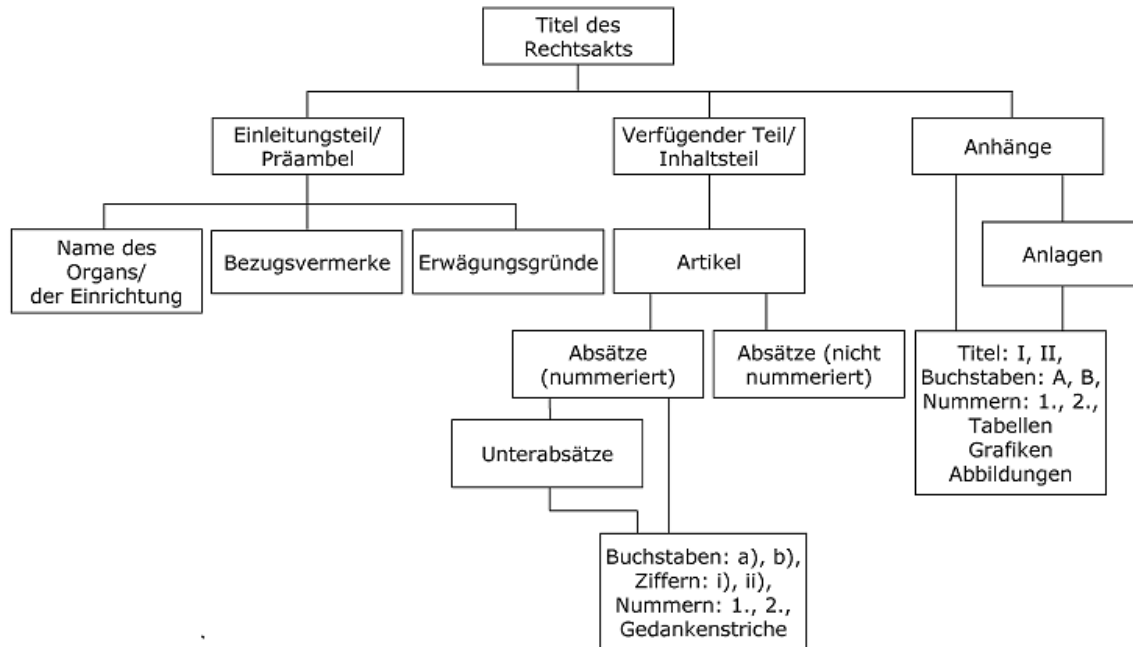 Titel des
Rechtsakts
Einleitungsteil/
Präambel
Verfügender Teil/
Inhaltsteil
Anhänge
Name des
Organs/
der Einrichtung
Bezugsvermerke
Erwägungsgründe
Artikel
Anlagen
Absätze
(nummeriert)
Absätze (nicht
nummeriert)
Titel: I, II,
Buchstaben: A, B,
Nummern: 1., 2.,
Tabellen
Grafiken
Abbildungen
Unterabsätze
Buchstaben: a), b),
Ziffern: i), ii),
Nummern: 1., 2.,
Gedankenstriche